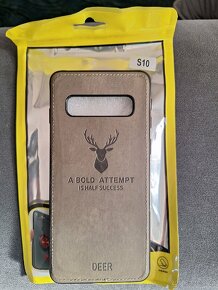 S10
A BOLD ATTEMPT
IS HALF SUCCESS
DEER